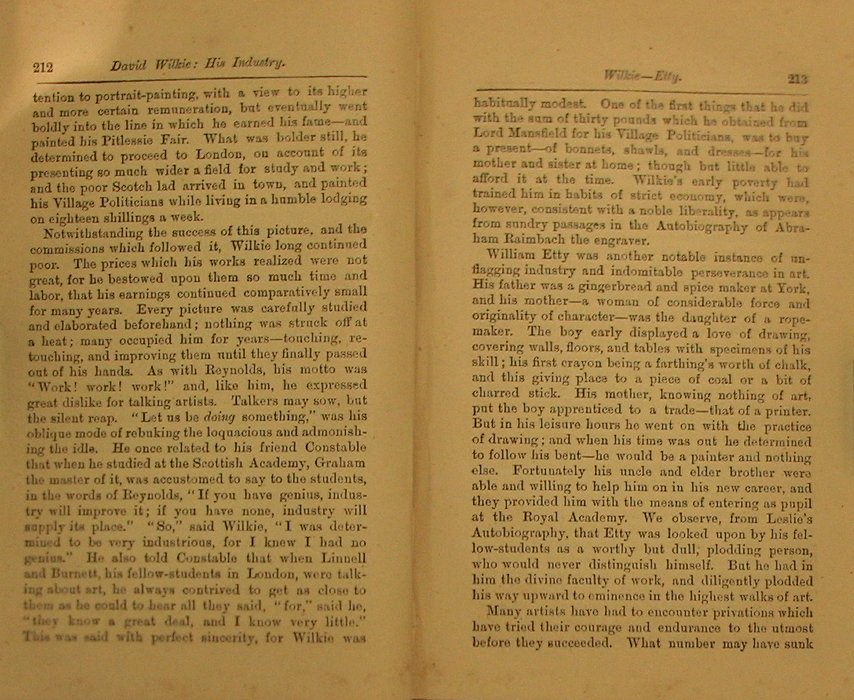 212
David Wilkie: His Industry.
tention to portrait-painting, with a view to its higher
and more certain remuneration, but eventually went
boldly into the line in which he earned his fame—and
painted his Pitlessie Fair. What was bolder still, he
determined to proceed to London, on account of its
presenting so much wider a field for study and work;
and the poor Scotch lad arrived in town, and painted
his Village Politicians while living in a humble lodging
on eighteen shillings a week.
Notwithstanding the success of this picture, and the
commissions which followed it, Wilkie long continued
poor. The prices which his works realized were not
great, for he bestowed upon them so much time and
labor, that his earnings continued comparatively small
for many years. Every picture was carefully studied
and elaborated beforehand; nothing was struck off at
a heat; many occupied him for years—touching, re-
touching, and improving them until they finally passed
out of his hands. As with Reynolds, his motto was
"Work! work! work!" and, like him, he expressed
great dislike for talking artists. Talkers may sow, but
the silent reap. "Let us be doing something," was his
oblique mode of rebuking the loquacious and admonish-
ing the idle. He once related to his friend Constable
that when he studied at the Scottish Academy, Graham
the master of it, was accustomed to say to the students,
in the words of Reynolds, "If you have genius, indus-
try will improve it; if you have none, industry will
supply its place." "So," said Wilkie, "I was deter-
mined to be very industrious, for I knew I had no
genius." He also told Constable that when Linnell
and Burnett, his fellow-students in London, were talk-
ing about art, he always contrived to get as close to
them as he could to hear all they said, "for," said he,
"they know a great deal, and I know very little."
This was said with perfect sincerity, for Wilkie was
Wilkie—Etty.
213
habitually modest. One of the first things that he did
with the sum of thirty pounds which he obtained from
Lord Mansfield for his Village Politicians, was to buy
a present—of bonnets, shawls, and dresses—for his
mother and sister at home; though but little able to
afford it at the time. Wilkie's early poverty had
trained him in habits of strict economy, which were,
however, consistent with a noble liberality, as appears
from sundry passages in the Autobiography of Abra-
ham Raimbach the engraver.
William Etty was another notable instance of un-
flagging industry and indomitable perseverance in art.
His father was a gingerbread and spice maker at York,
and his mother—a woman of considerable force and
originality of character—was the daughter of a rope-
maker. The boy early displayed a love of drawing,
covering walls, floors, and tables with specimens of his
skill; his first crayon being a farthing's worth of chalk,
and this giving place to a piece of coal or a bit of
charred stick. His mother, knowing nothing of art,
put the boy apprenticed to a trade—that of a printer.
But in his leisure hours he went on with the practice
of drawing; and when his time was out he determined
to follow his bent—he would be a painter and nothing
else. Fortunately his uncle and elder brother were
able and willing to help him on in his new career, and
they provided him with the means of entering as pupil
at the Royal Academy. We observe, from Leslie's
Autobiography, that Etty was looked upon by his fel-
low-students as a worthy but dull, plodding person,
who would never distinguish himself. But he had in
him the divine faculty of work, and diligently plodded
his way upward to eminence in the highest walks of art.
Many artists have had to encounter privations which
have tried their courage and endurance to the utmost
before they succeeded. What number may have sunk